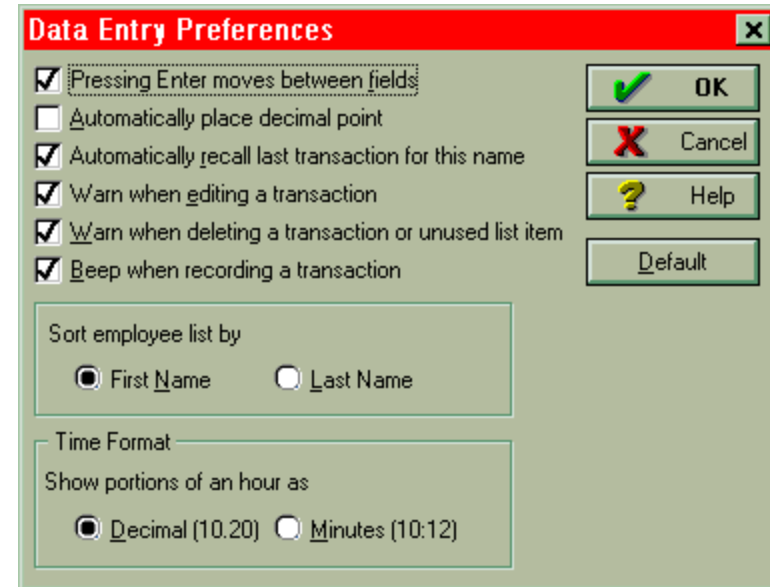 Data Entry Preferences
Pressing Enter moves between fields
Automatically place decimal point
Automatically recall last transaction for this name
Warn when editing a transaction
Warn when deleting a transaction or unused list item
Beep when recording a transaction
OK
Cancel
Help
Default
Sort employee list by
First Name Last Name
Time Format
Show portions of an hour as
Decimal (10.20) Minutes (10:12)